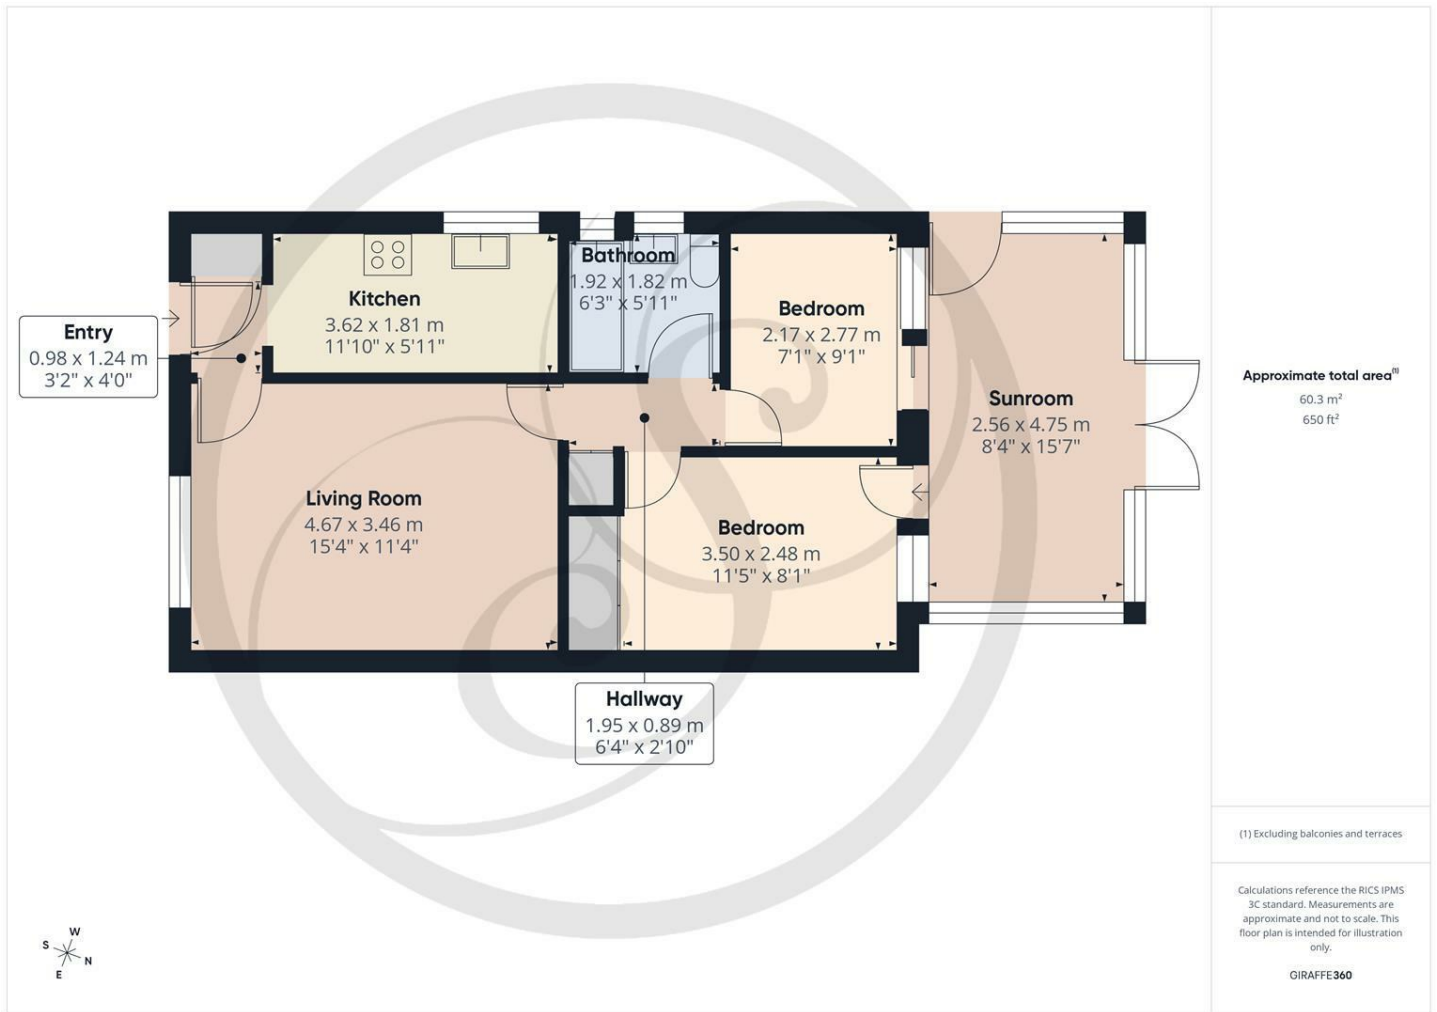 Entry
0.98 x 1.24 m
3'2" x 4'0"
Kitchen
3.62 x 1.81 m
11'10" x 5'11"
Bathroom
1.92 x 1.82 m
6'3" x 5'11"
Bedroom
2.17 x 2.77 m
7'1" x 9'1"
Sunroom
2.56 x 4.75 m
8'4" x 15'7"
Living Room
4.67 x 3.46 m
15'4" x 11'4"
Bedroom
3.50 x 2.48 m
11'5" x 8'1"
Hallway
1.95 x 0.89 m
6'4" x 2'10"
W
S
N
E
Approximate total area(1)
60.3 m²
650 ft²
(1) Excluding balconies and terraces
Calculations reference the RICS IPMS
3C standard. Measurements are
approximate and not to scale. This
floor plan is intended for illustration
only.
GIRAFFE360